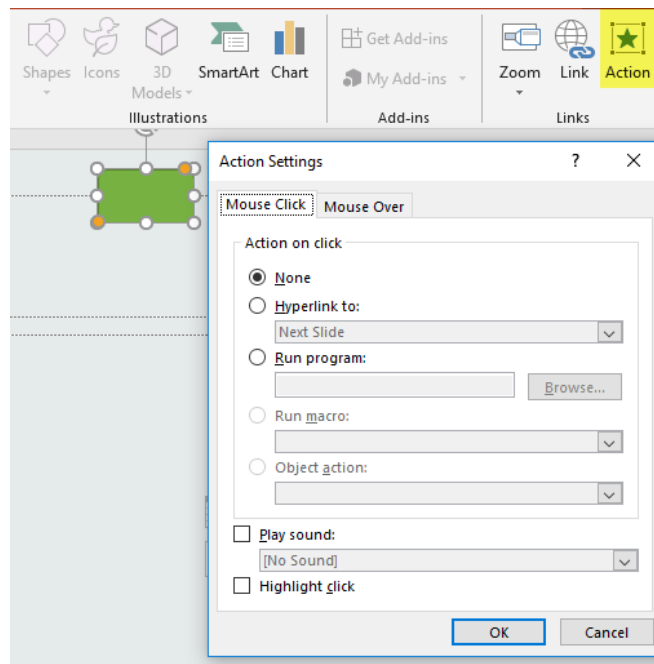 Shapes Icons 3D Models SmartArt Chart
Get Add-ins
My Add-ins
Zoom Link Action
Illustrations Add-ins Links
Action Settings ?
Mouse Click Mouse Over
Action on click
None
Hyperlink to:
Next Slide
Run program:
Browse...
Run macro:
Object action:
Play sound:
[No Sound]
Highlight click
OK Cancel